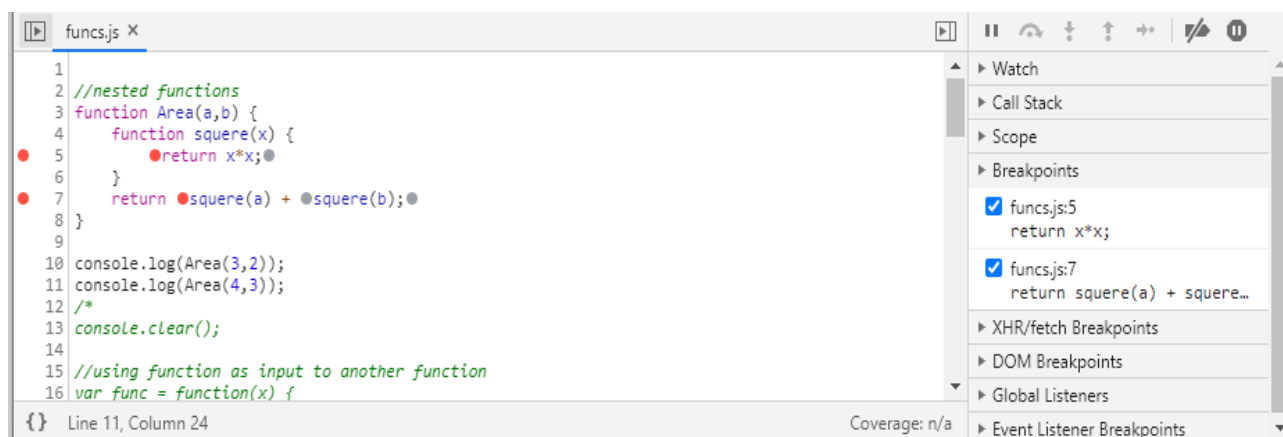 funcs.js ×
1
2 //nested functions
3 function Area(a,b) {
4 function squere(x) {
5 return x*x;
6 }
7 return squere(a) + squere(b);
8 }
9
10 console.log(Area(3,2));
11 console.log(Area(4,3));
12 /*
13 console.clear();
14
15 //using function as input to another function
16 var func = function(x) {
{} Line 11, Column 24
Coverage: n/a
Watch
Call Stack
Scope
Breakpoints
funcs.js:5
return x*x;
funcs.js:7
return squere(a) + squere…
XHR/fetch Breakpoints
DOM Breakpoints
Global Listeners
Event Listener Breakpoints